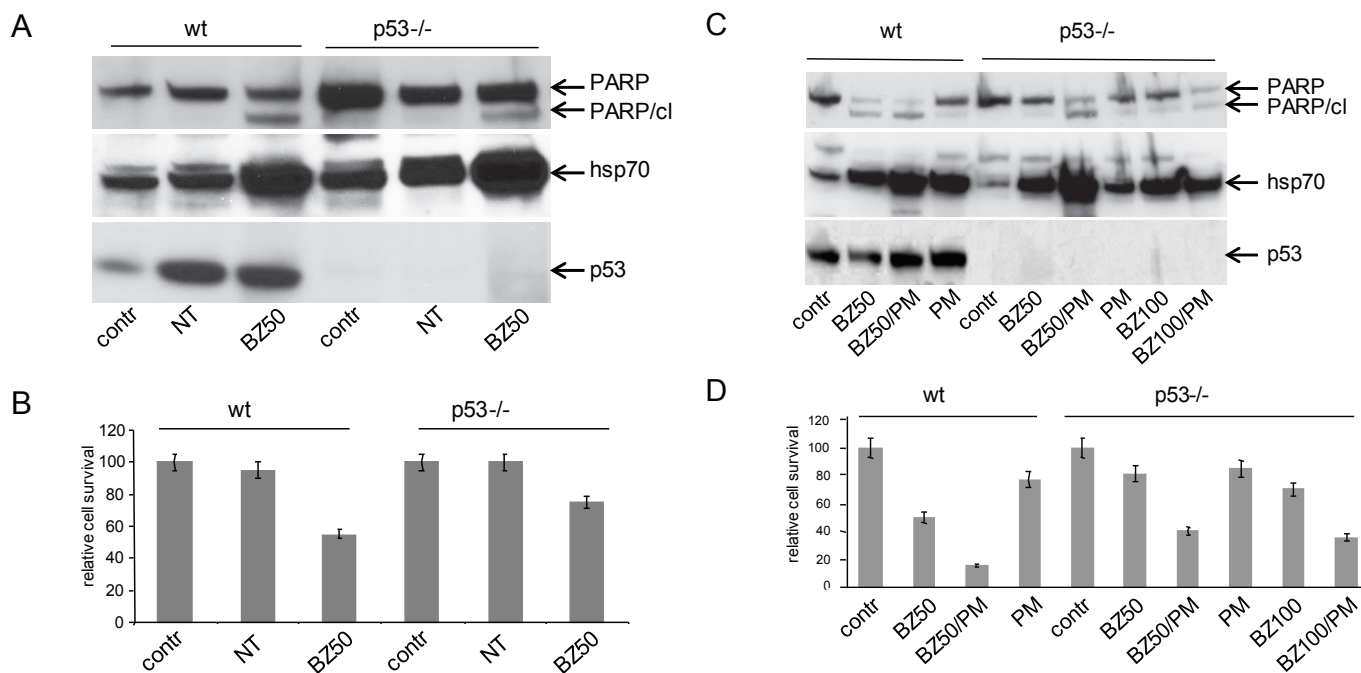 A
wt p53-/-
PARP
PARP/cl
hsp70
p53
contr NT BZ50 contr NT BZ50
B
wt p53-/-
relative cell survival
120
100
80
60
40
20
0
contr NT BZ50 contr NT BZ50
C
wt p53-/-
PARP
PARP/cl
hsp70
p53
contr BZ50 BZ50/PM PM contr BZ50 BZ50/PM PM BZ100 BZ100/PM
D
wt p53-/-
relative cell survival
120
100
80
60
40
20
0
contr BZ50 BZ50/PM PM contr BZ50 BZ50/PM PM BZ100 BZ100/PM